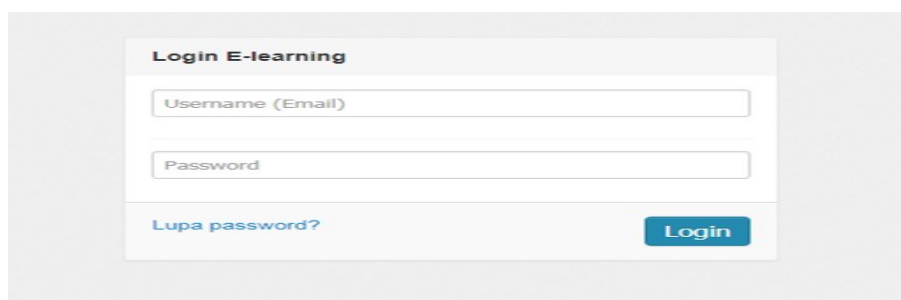 Login E-learning
Username (Email)
Password
Lupa password?
Login